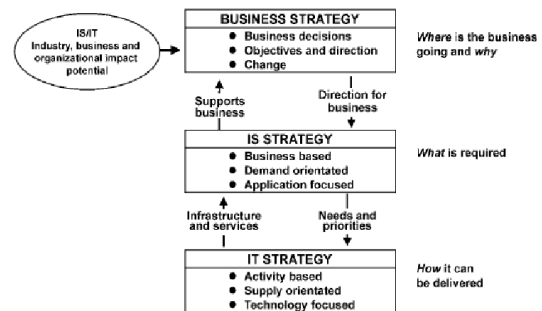 IS/IT
Industry, business and
organizational impact
potential
BUSINESS STRATEGY
● Business decisions
● Objectives and direction
● Change
Where is the business
going and why
Supports
business
Direction for
business
IS STRATEGY
● Business based
● Demand orientated
● Application focused
What is required
Infrastructure
and services
Needs and
priorities
IT STRATEGY
● Activity based
● Supply orientated
● Technology focused
How it can
be delivered